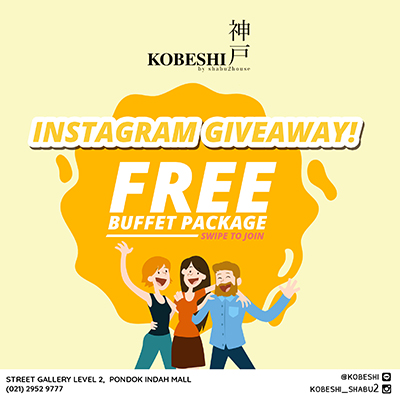 神戸
KOBESHI
by shabu2house
INSTAGRAM GIVEAWAY!
FREE
BUFFET PACKAGE
SWIPE TO JOIN
STREET GALLERY LEVEL 2, PONDOK INDAH MALL
(021) 2952 9777
@KOBESHI
KOBESHI_SHABU2